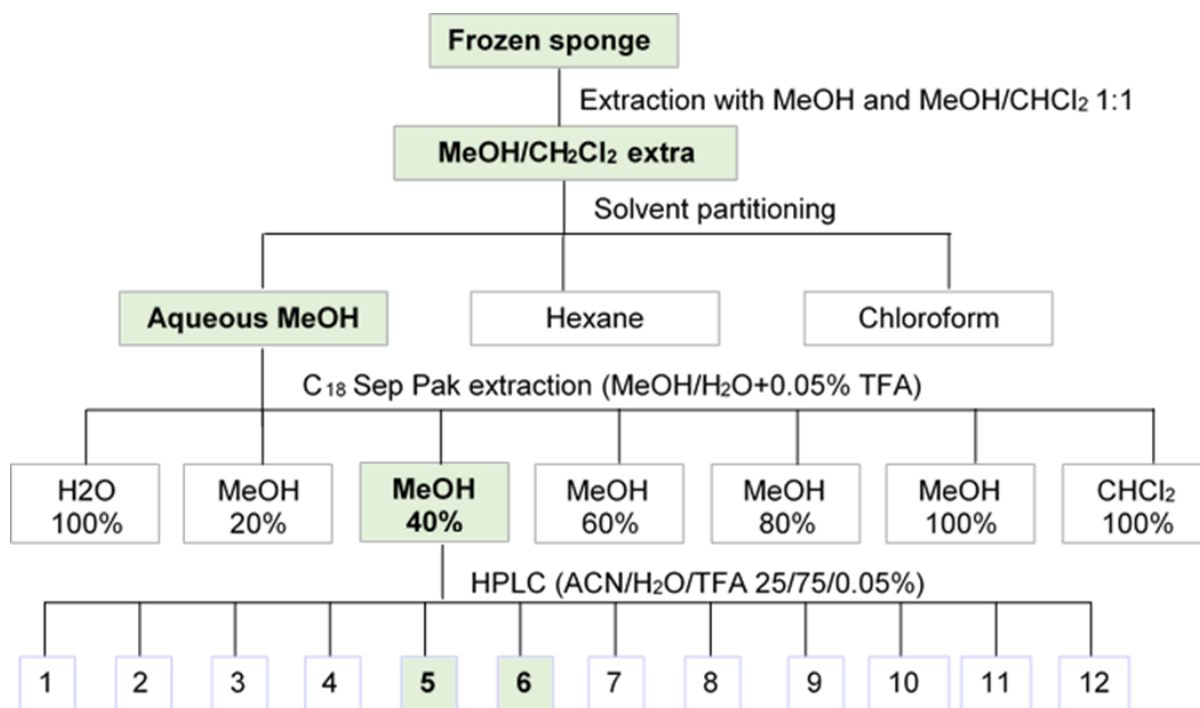 Frozen sponge
Extraction with MeOH and MeOH/CHCl₂ 1:1
MeOH/CH₂Cl₂ extra
Solvent partitioning
Aqueous MeOH
Hexane
Chloroform
C₁₈ Sep Pak extraction (MeOH/H₂O+0.05% TFA)
H2O
100%
MeOH
20%
MeOH
40%
MeOH
60%
MeOH
80%
MeOH
100%
CHCl₂
100%
HPLC (ACN/H₂O/TFA 25/75/0.05%)
1
2
3
4
5
6
7
8
9
10
11
12